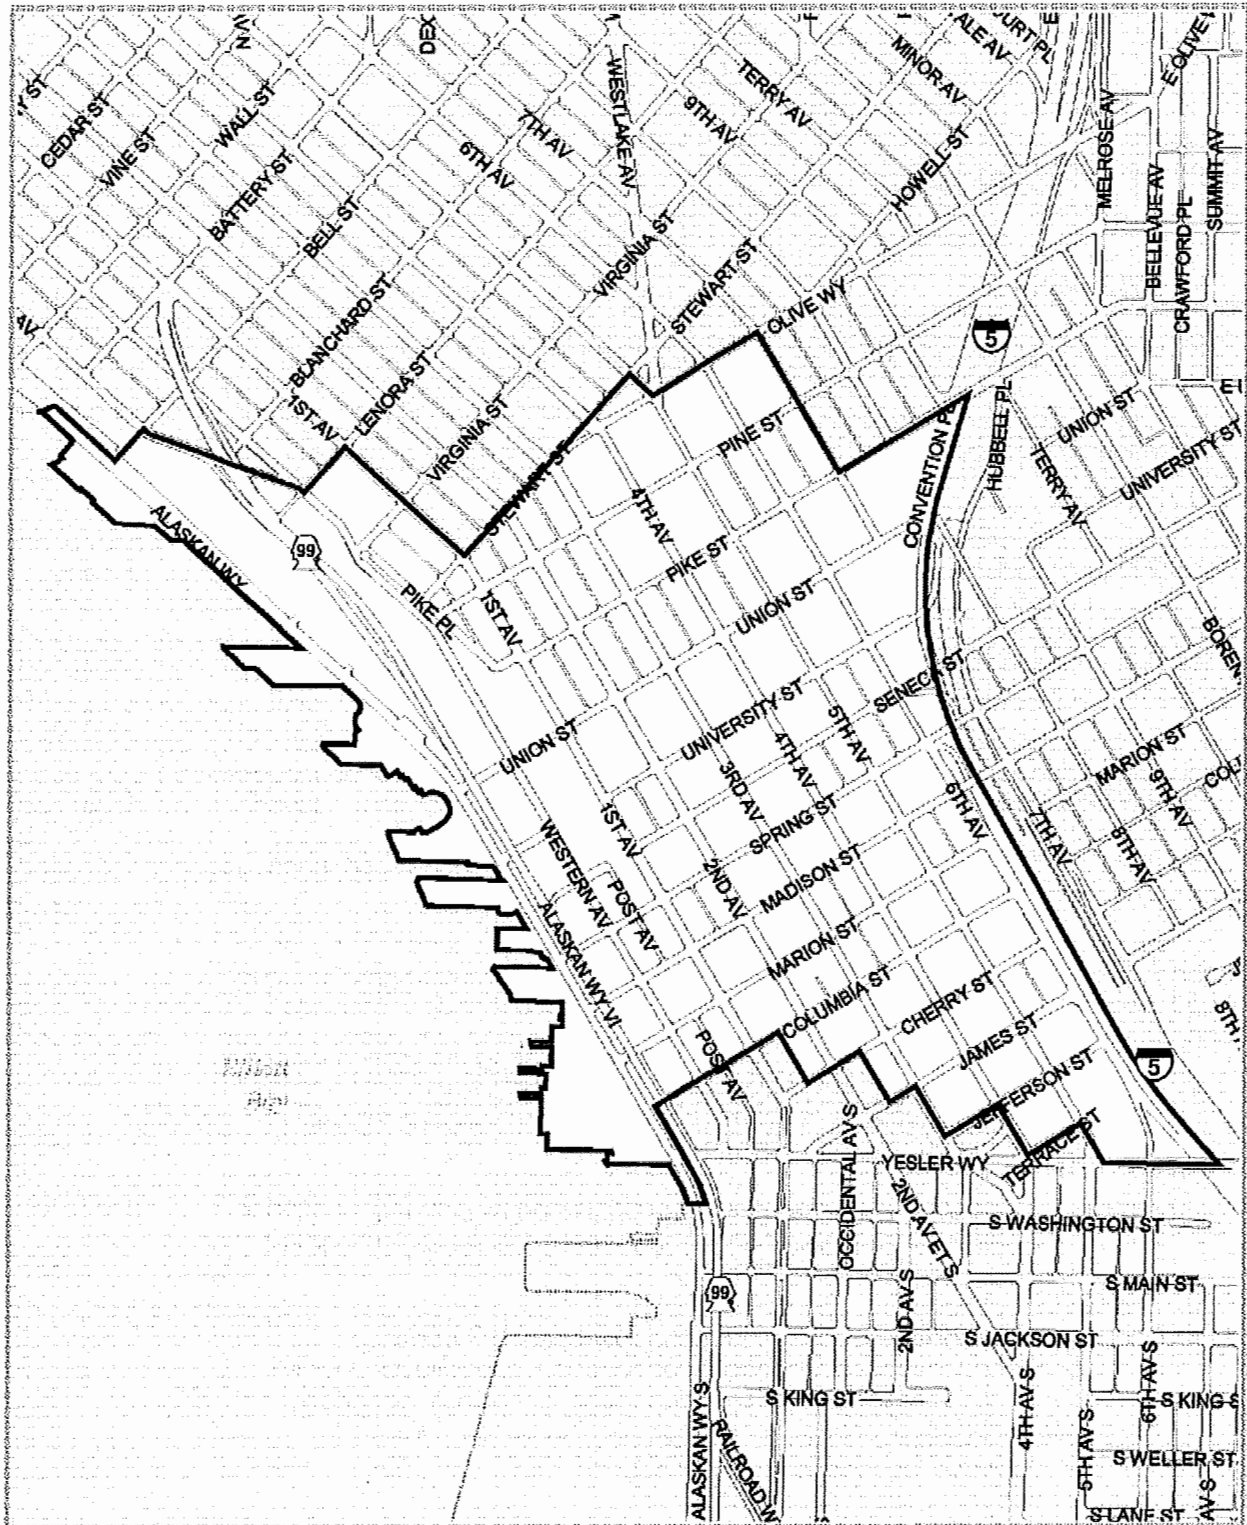 DEX
COURT PL
E OLIVE
WESTLAKE AV
TERRY AV
MINOR AV
9TH AV
CEDAR ST
VINE ST
WALL ST
7TH AV
6TH AV
MELROSE AV
BATTERY ST
BELL ST
HOWELL ST
BELLEVUE AV
CRAWFORD PL
SUMMIT AV
VIRGINIA ST
STEWART ST
BLANCHARD ST
OLIVE WY
5
LENORA ST
1ST AV
VIRGINIA ST
STEWART ST
PINE ST
4TH AV
CONVENTION PL
HUBBELL PL
UNION ST
TERRY AV
UNIVERSITY ST
ALASKAN WY
99
PIKE ST
PIKE PL
1ST AV
UNION ST
BOREN
UNION ST
UNIVERSITY ST
SENECA ST
5TH AV
4TH AV
3RD AV
MARION ST
9TH AV
8TH AV
7TH AV
6TH AV
1ST AV
SPRING ST
WESTERN AV
POST AV
2ND AV
MADISON ST
ALASKAN WY VI
MARION ST
COLUMBIA ST
CHERRY ST
8TH
POST AV
JAMES ST
JEFFERSON ST
5
TERRACE ST
YESLER WY
OCCIDENTAL AV S
2ND AV ET S
S WASHINGTON ST
S MAIN ST
99
2ND AV S
S JACKSON ST
S KING ST
4TH AV S
6TH AV S
S KING S
ALASKAN WY S
RAILROAD W
5TH AV S
S WELLER ST
AV S
S LANE ST